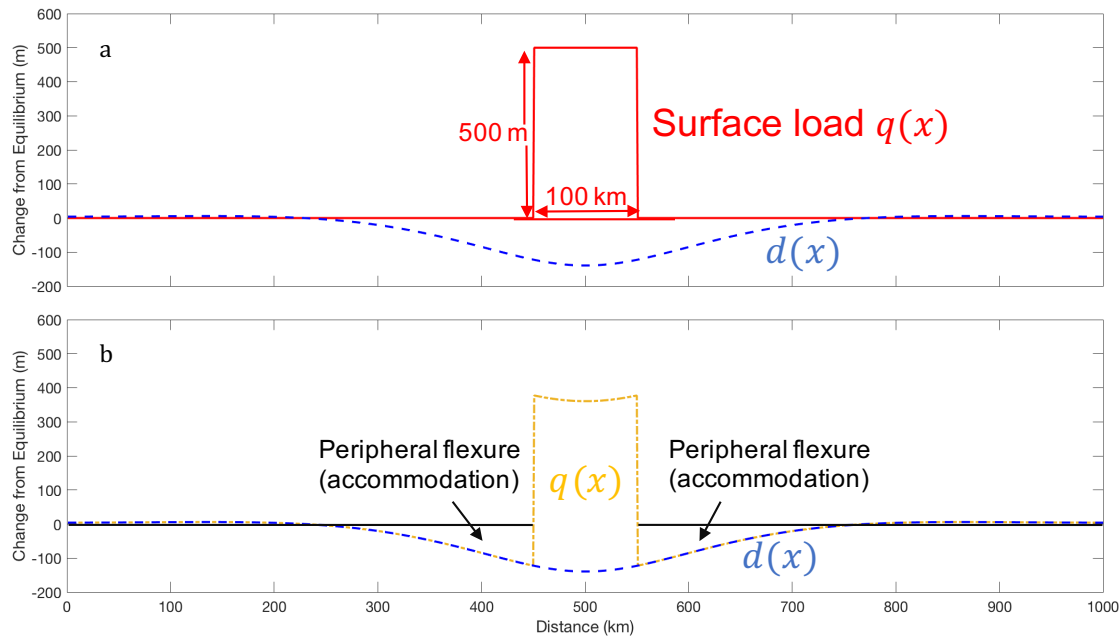 600
500
400
300
200
100
0
-100
-200
Change from Equilibrium (m)
a
500 m
100 km
Surface load q(x)
d(x)
600
500
400
300
200
100
0
-100
-200
Change from Equilibrium (m)
b
Peripheral flexure
(accommodation)
q(x)
Peripheral flexure
(accommodation)
d(x)
0 100 200 300 400 500 600 700 800 900 1000
Distance (km)